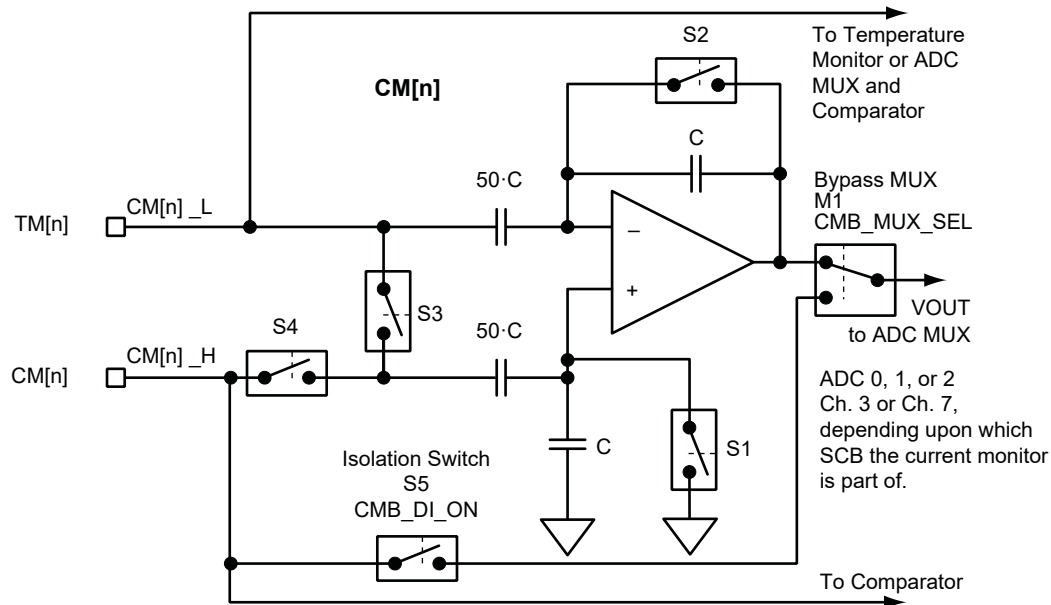 To Temperature
Monitor or ADC
MUX and
Comparator
S2
CM[n]
C
50·C
Bypass MUX
M1
CMB_MUX_SEL
TM[n]
CM[n] _L
–
+
S3
VOUT
to ADC MUX
S4
50·C
CM[n]
CM[n] _H
ADC 0, 1, or 2
Ch. 3 or Ch. 7,
depending upon which
SCB the current monitor
is part of.
C
S1
Isolation Switch
S5
CMB_DI_ON
To Comparator